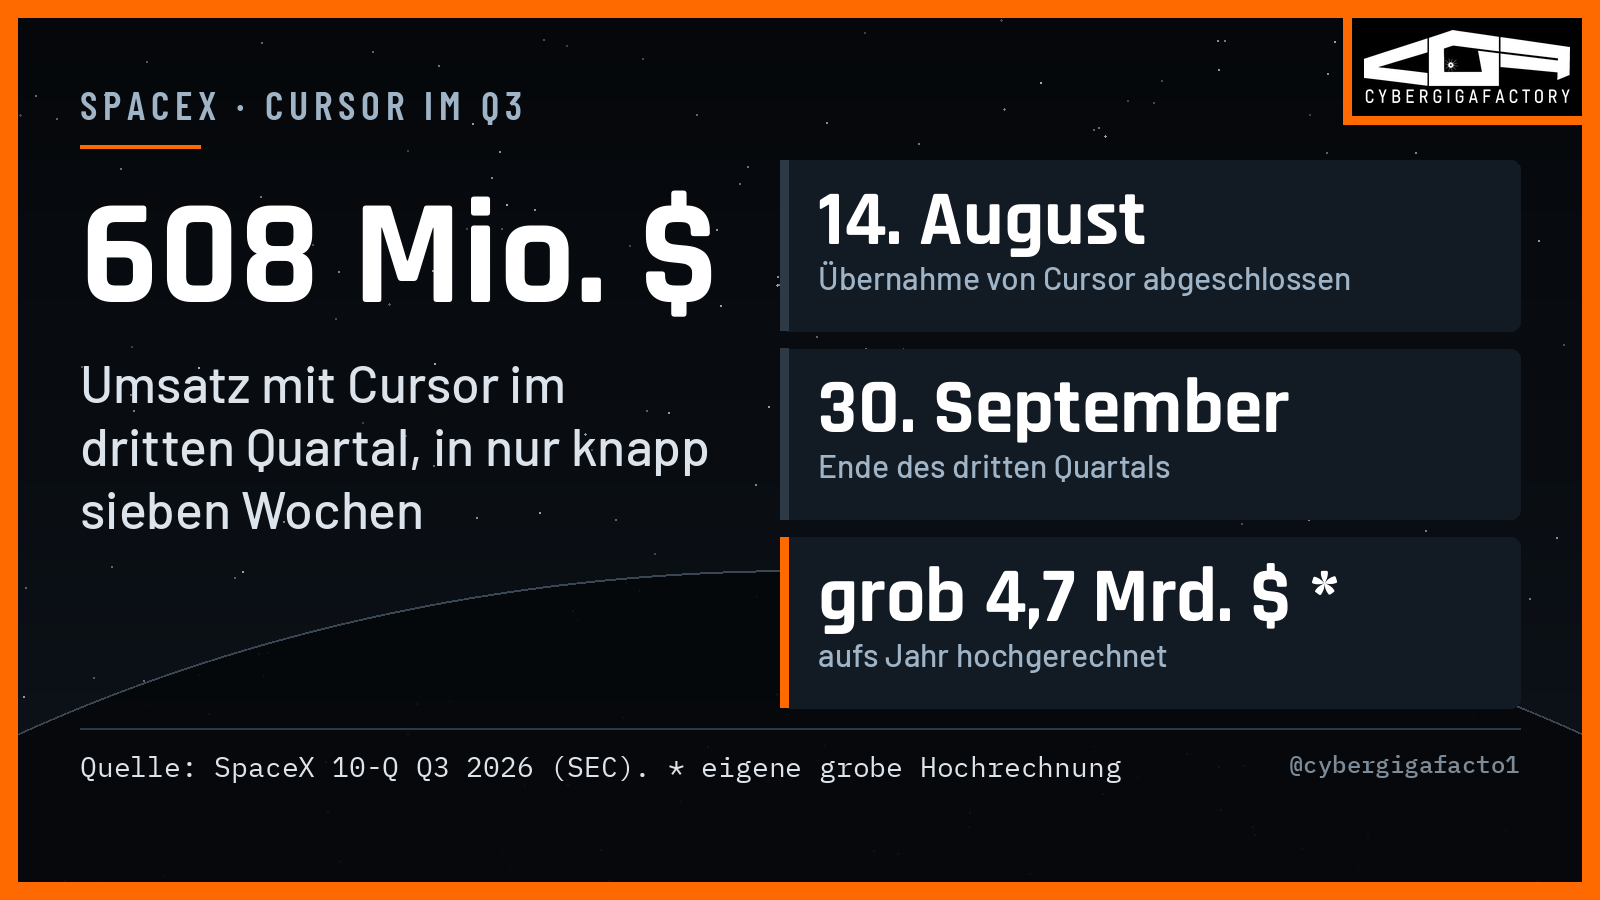 CYBERGIGAFACTORY
SPACEX · CURSOR IM Q3
608 Mio. $
Umsatz mit Cursor im
dritten Quartal, in nur knapp
sieben Wochen
14. August
Übernahme von Cursor abgeschlossen
30. September
Ende des dritten Quartals
grob 4,7 Mrd. $ *
aufs Jahr hochgerechnet
Quelle: SpaceX 10-Q Q3 2026 (SEC). * eigene grobe Hochrechnung
@cybergigafacto1